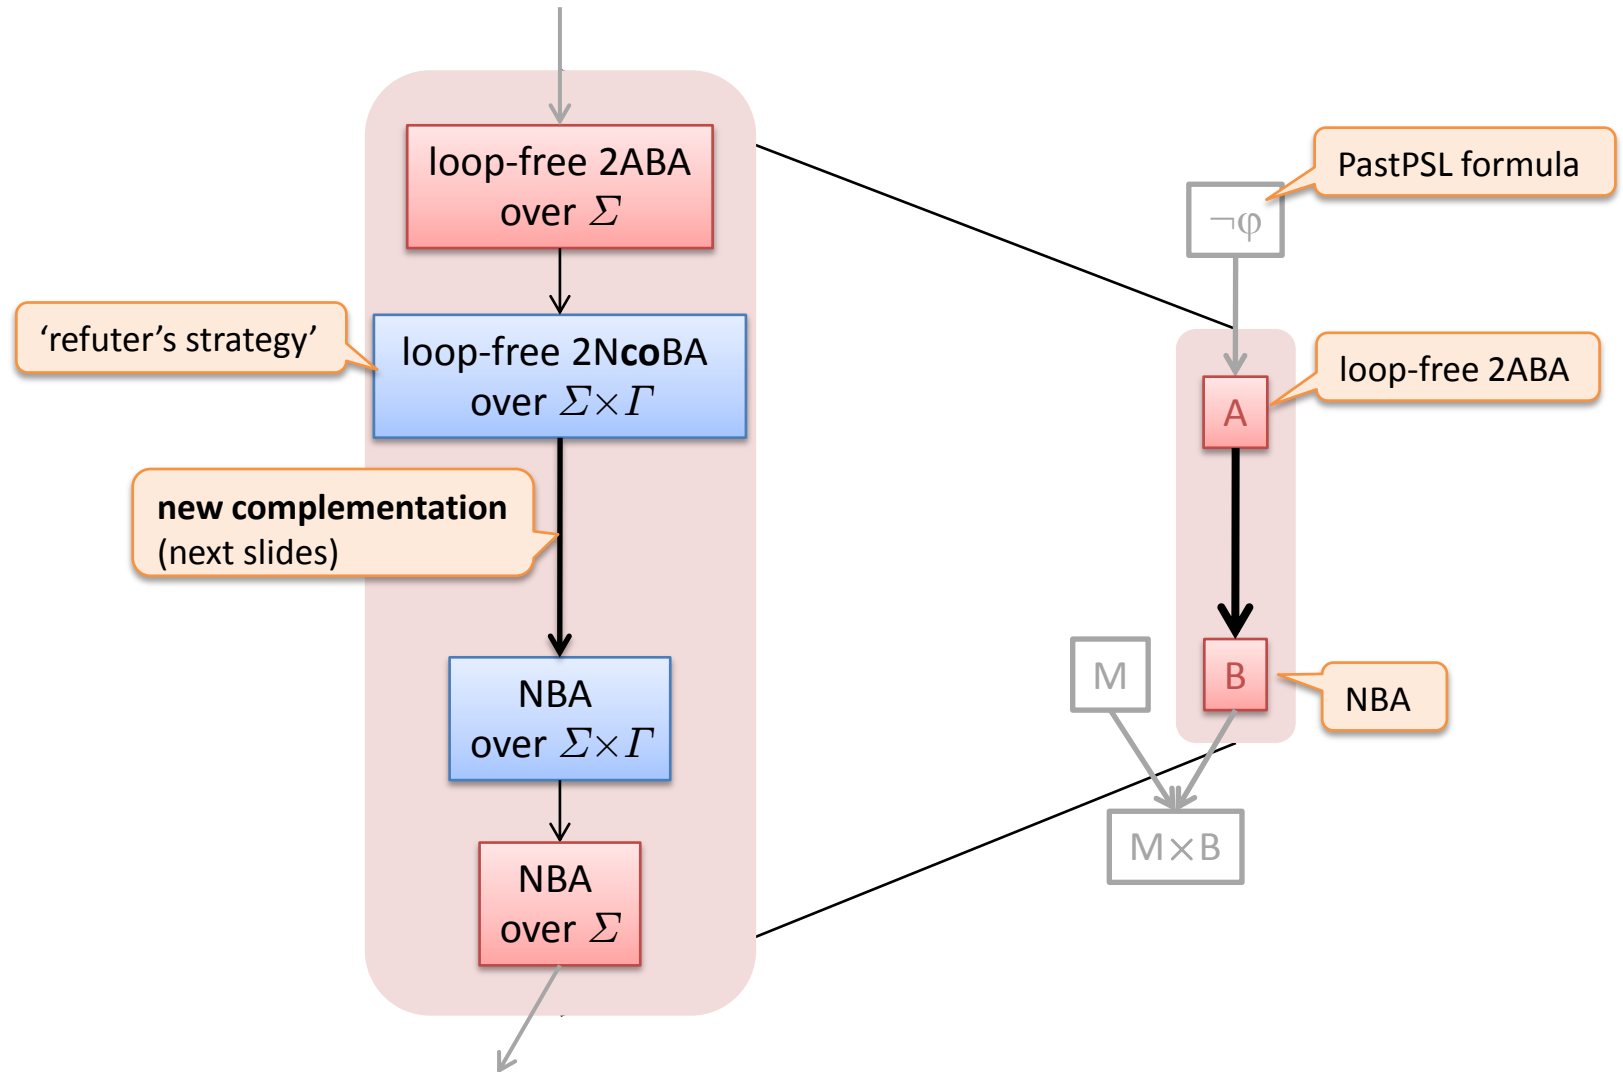 loop-free 2ABA
over Σ
‘refuter’s strategy’
loop-free 2NcoBA
over Σ×Γ
new complementation
(next slides)
NBA
over Σ×Γ
NBA
over Σ
PastPSL formula
¬φ
loop-free 2ABA
A
M
B
NBA
M×B